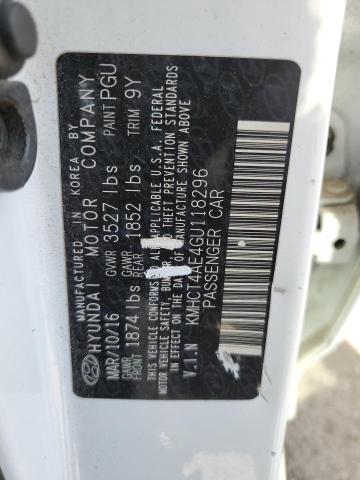 MANUFACTURED IN KOREA BY
HYUNDAI MOTOR COMPANY
MAR/10/16 GVWR 3527 lbs PAINT PGU
GAWR FRONT 1874 lbs GAWR REAR 1852 lbs TRIM 9Y
THIS VEHICLE CONFORMS TO ALL APPLICABLE U.S.A. FEDERAL
MOTOR VEHICLE SAFETY, BUMPER, AND THEFT PREVENTION STANDARDS
IN EFFECT ON THE DATE OF MANUFACTURE SHOWN ABOVE
V.I.N KMHCT4AE4GU118296
PASSENGER CAR